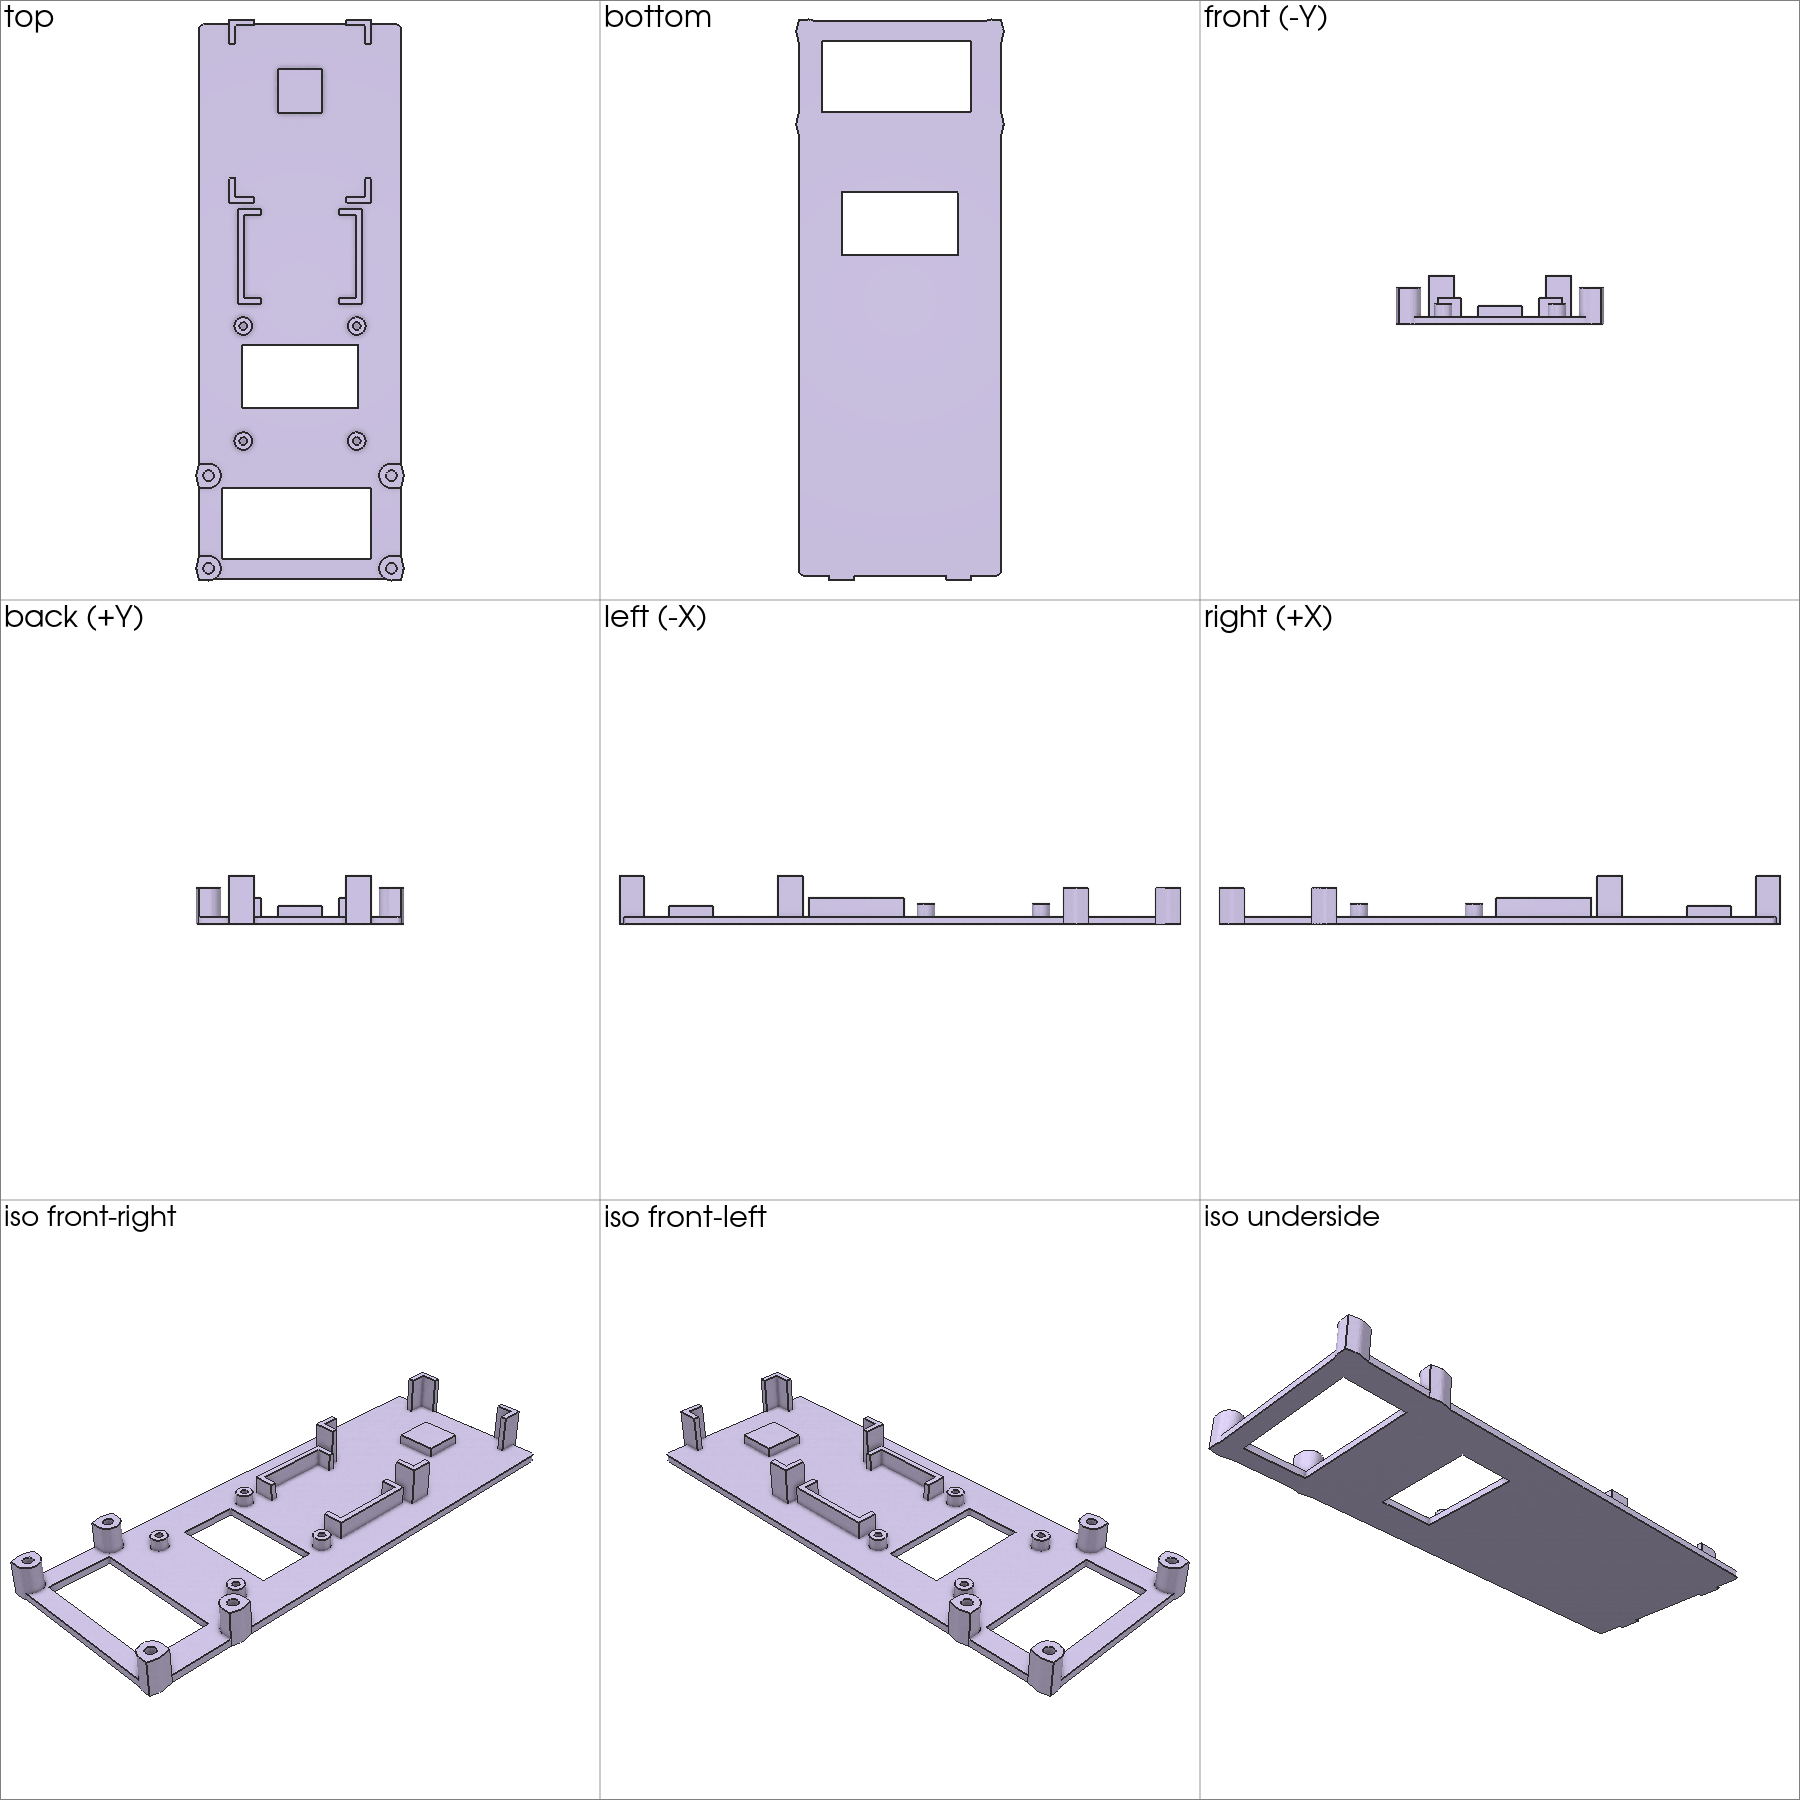 top
bottom
front (-Y)
back (+Y)
left (-X)
right (+X)
iso front-right
iso front-left
iso underside